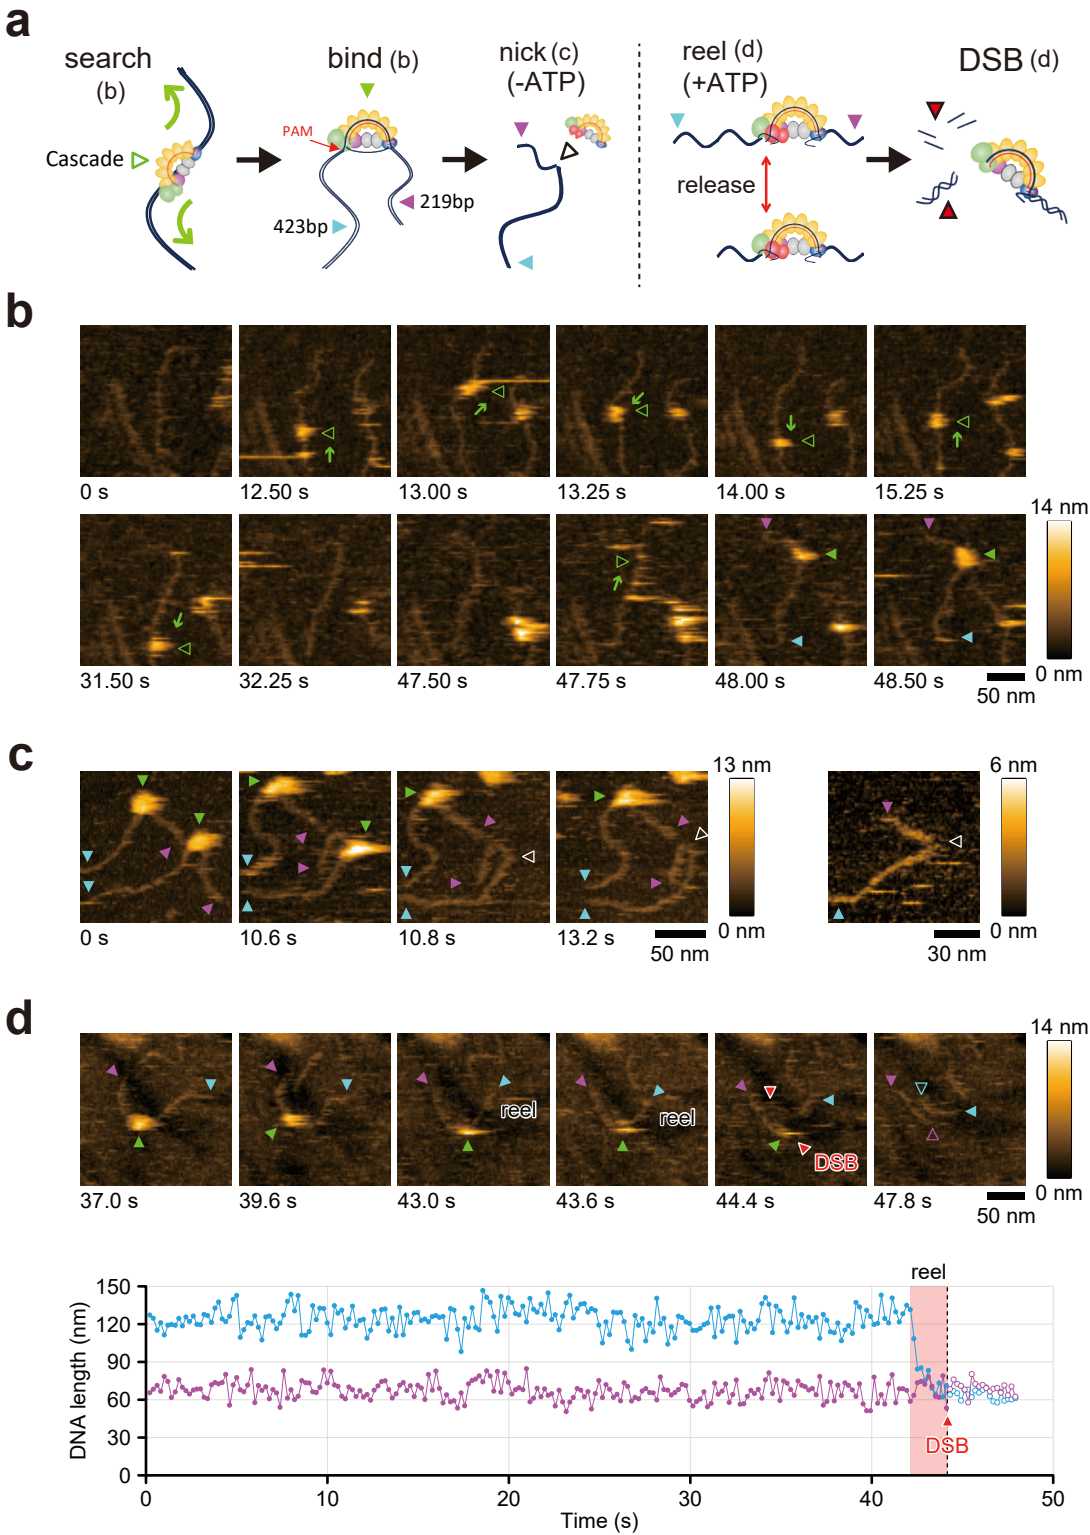 a
search
(b)
bind (b)
nick (c)
(-ATP)
reel (d)
(+ATP)
DSB (d)
PAM
Cascade
219bp
423bp
release
b
0 s
12.50 s
13.00 s
13.25 s
14.00 s
15.25 s
14 nm
31.50 s
32.25 s
47.50 s
47.75 s
48.00 s
48.50 s
0 nm
50 nm
c
13 nm
6 nm
0 s
10.6 s
10.8 s
13.2 s
0 nm
0 nm
50 nm
30 nm
d
14 nm
reel
reel
DSB
37.0 s
39.6 s
43.0 s
43.6 s
44.4 s
47.8 s
0 nm
50 nm
reel
150
120
90
60
30
0
DNA length (nm)
DSB
0
10
20
30
40
50
Time (s)